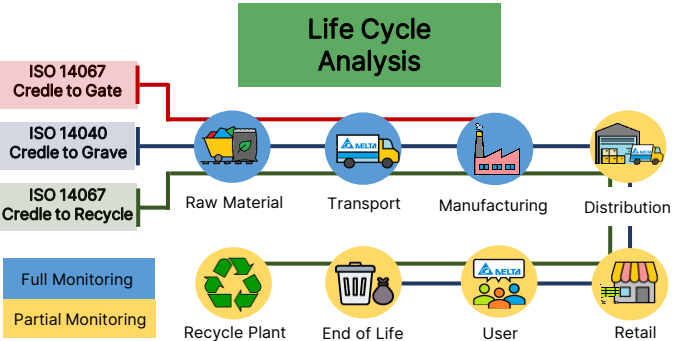 Life Cycle
Analysis
ISO 14067
Credle to Gate
ISO 14040
Credle to Grave
ISO 14067
Credle to Recycle
DELTA
DELTA
Raw Material
Transport
Manufacturing
Distribution
Full Monitoring
Partial Monitoring
DELTA
Recycle Plant
End of Life
User
Retail